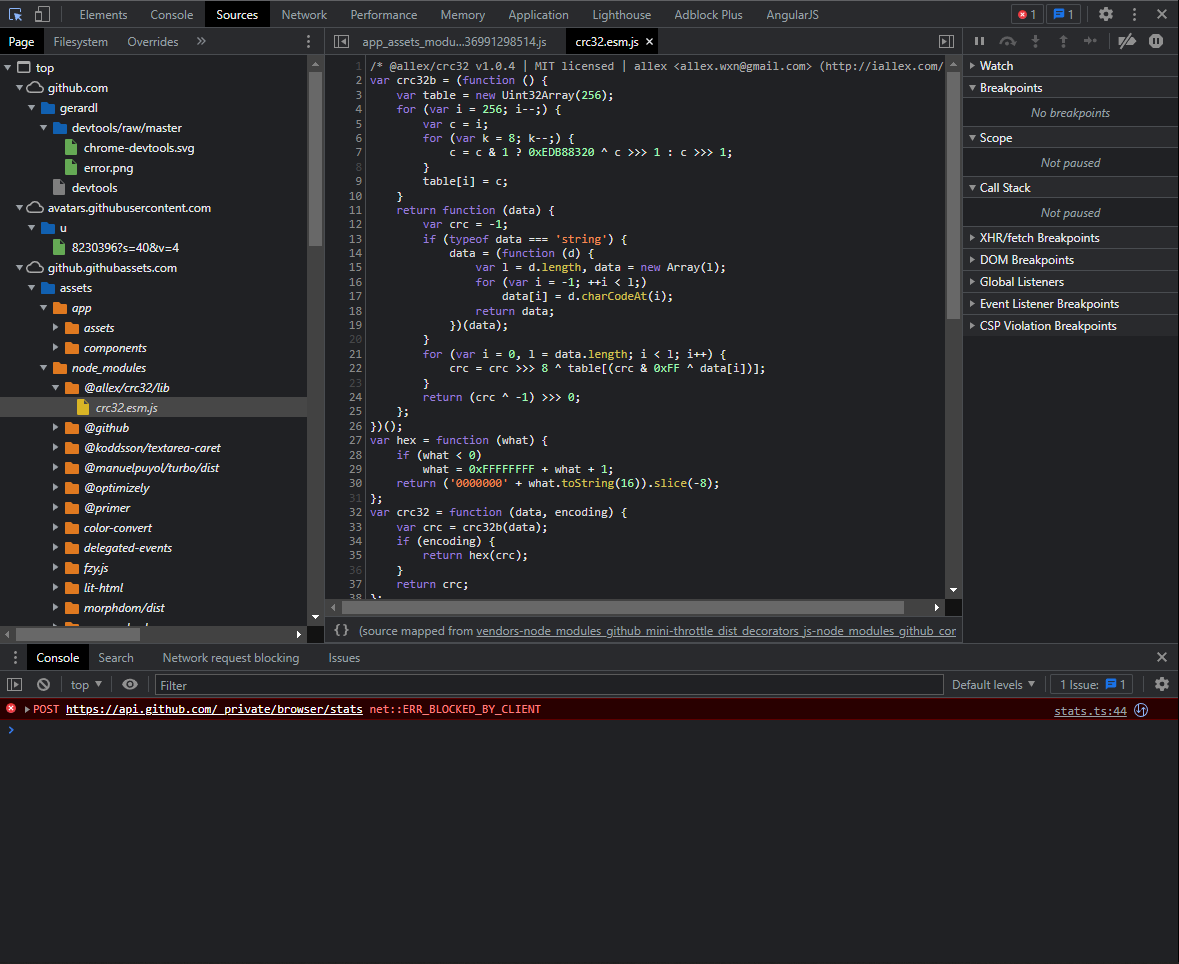 Elements Console Sources Network Performance Memory Application Lighthouse Adblock Plus AngularJS 1 1
Page Filesystem Overrides »
app_assets_modu...36991298514.js crc32.esm.js ×
top
github.com
gerardl
devtools/raw/master
chrome-devtools.svg
error.png
devtools
avatars.githubusercontent.com
u
8230396?s=40&v=4
github.githubassets.com
assets
app
assets
components
node_modules
@allex/crc32/lib
crc32.esm.js
@github
@koddsson/textarea-caret
@manuelpuyol/turbo/dist
@optimizely
@primer
color-convert
delegated-events
fzy.js
lit-html
morphdom/dist
1 /* @allex/crc32 v1.0.4 | MIT licensed | allex <allex.wxn@gmail.com> (http://iallex.com/
2 var crc32b = (function () {
3 var table = new Uint32Array(256);
4 for (var i = 256; i--;) {
5 var c = i;
6 for (var k = 8; k--;) {
7 c = c & 1 ? 0xEDB88320 ^ c >>> 1 : c >>> 1;
8 }
9 table[i] = c;
10 }
11 return function (data) {
12 var crc = -1;
13 if (typeof data === 'string') {
14 data = (function (d) {
15 var l = d.length, data = new Array(l);
16 for (var i = -1; ++i < l;)
17 data[i] = d.charCodeAt(i);
18 return data;
19 })(data);
20 }
21 for (var i = 0, l = data.length; i < l; i++) {
22 crc = crc >>> 8 ^ table[(crc & 0xFF ^ data[i])];
23 }
24 return (crc ^ -1) >>> 0;
25 };
26 })();
27 var hex = function (what) {
28 if (what < 0)
29 what = 0xFFFFFFFF + what + 1;
30 return ('0000000' + what.toString(16)).slice(-8);
31 };
32 var crc32 = function (data, encoding) {
33 var crc = crc32b(data);
34 if (encoding) {
35 return hex(crc);
36 }
37 return crc;
38 };
{} (source mapped from vendors-node_modules_github_mini-throttle_dist_decorators_js-node_modules_github_cor
Watch
Breakpoints
No breakpoints
Scope
Not paused
Call Stack
Not paused
XHR/fetch Breakpoints
DOM Breakpoints
Global Listeners
Event Listener Breakpoints
CSP Violation Breakpoints
Console Search Network request blocking Issues
top Filter Default levels 1 Issue: 1
POST https://api.github.com/_private/browser/stats net::ERR_BLOCKED_BY_CLIENT stats.ts:44